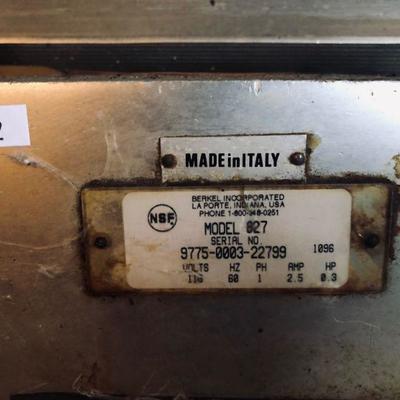 2
MADE in ITALY
NSF
BERKEL INCORPORATED
LA PORTE, INDIANA, USA
PHONE 1-800-348-0251
MODEL 827
SERIAL NO.
9775-0003-22799 1096
VOLTS HZ PH AMP HP
115 60 1 2.5 0.3